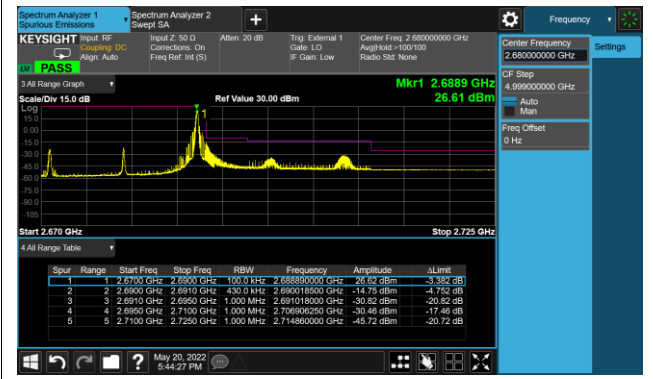 Spectrum Analyzer 1
Spurious Emissions
Spectrum Analyzer 2
Swept SA
Frequency
KEYSIGHT
Input: RF
Coupling: DC
Align: Auto
Input Z: 50 Ω
Corrections: On
Freq Ref: Int (S)
Atten: 20 dB
Trig: External 1
Gate: LO
IF Gain: Low
Center Freq: 2.680000000 GHz
Avg|Hold:>100/100
Radio Std: None
PASS
Center Frequency
2.680000000 GHz
Settings
CF Step
4.999000000 GHz
Auto
Man
Freq Offset
0 Hz
3 All Range Graph
Mkr1 2.6889 GHz
Scale/Div 15.0 dB
Ref Value 30.00 dBm
26.61 dBm
Log
1
15.0
0.00
-15.0
-30.0
-45.0
-60.0
-75.0
-90.0
-105
Start 2.670 GHz
Stop 2.725 GHz
4 All Range Table
Spur Range Start Freq Stop Freq RBW Frequency Amplitude ΔLimit
1 1 2.6700 GHz 2.6900 GHz 100.0 kHz 2.688890000 GHz 26.62 dBm -3.382 dB
2 2 2.6900 GHz 2.6910 GHz 430.0 kHz 2.690018500 GHz -14.75 dBm -4.752 dB
3 3 2.6910 GHz 2.6950 GHz 1.000 MHz 2.691018000 GHz -30.82 dBm -20.82 dB
4 4 2.6950 GHz 2.7100 GHz 1.000 MHz 2.706906250 GHz -30.46 dBm -17.46 dB
5 5 2.7100 GHz 2.7250 GHz 1.000 MHz 2.714860000 GHz -45.72 dBm -20.72 dB
?
May 20, 2022
5:44:27 PM